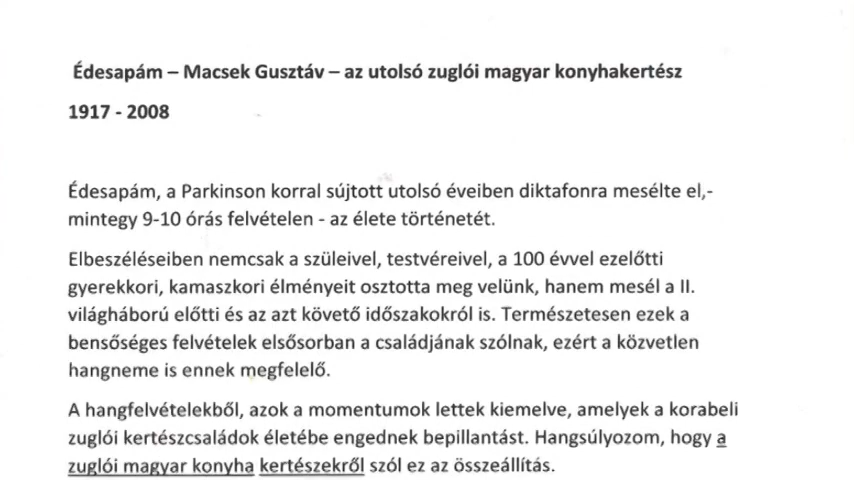 Édesapám – Macsek Gusztáv – az utolsó zuglói magyar konyhakertész
1917 - 2008
Édesapám, a Parkinson korral sújtott utolsó éveiben diktafonra mesélte el,-
mintegy 9-10 órás felvételen - az élete történetét.
Elbeszéléseiben nemcsak a szüleivel, testvéreivel, a 100 évvel ezelőtti
gyerekkori, kamaszkori élményeit osztotta meg velünk, hanem mesél a II.
világháború előtti és az azt követő időszakokról is. Természetesen ezek a
bensőséges felvételek elsősorban a családjának szólnak, ezért a közvetlen
hangneme is ennek megfelelő.
A hangfelvételekből, azok a momentumok lettek kiemelve, amelyek a korabeli
zuglói kertészcsaládok életébe engednek bepillantást. Hangsúlyozom, hogy a
zuglói magyar konyha kertészekről szól ez az összeállítás.